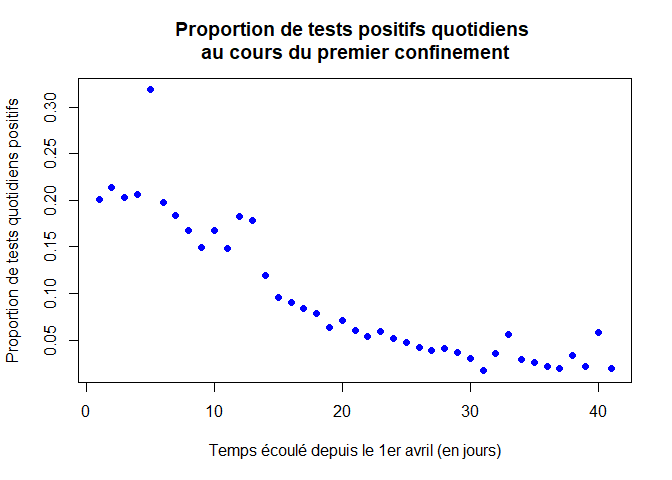 Proportion de tests positifs quotidiens
au cours du premier confinement
Proportion de tests quotidiens positifs
0.30
0.25
0.20
0.15
0.10
0.05
0 10 20 30 40
Temps écoulé depuis le 1er avril (en jours)